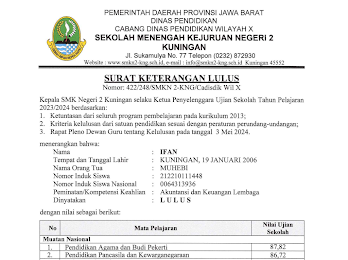 PEMERINTAH DAERAH PROVINSI JAWA BARAT
DINAS PENDIDIKAN
CABANG DINAS PENDIDIKAN WILAYAH X
SEKOLAH MENENGAH KEJURUAN NEGERI 2
KUNINGAN
Jl. Sukamulya No. 77 Telepon (0232) 872930
Website : www.smkn2-kng.sch.id, e-mail : info@smkn2-kng.sch.id Kuningan 45552
SURAT KETERANGAN LULUS
Nomor: 422/248/SMKN 2-KNG/Cadisdik Wil X
Kepala SMK Negeri 2 Kuningan selaku Ketua Penyelenggara Ujian Sekolah Tahun Pelajaran
2023/2024 berdasarkan:
1. Ketuntasan dari seluruh program pembelajaran pada kurikulum 2013;
2. Kriteria kelulusan dari satuan pendidikan sesuai dengan peraturan perundang-undangan;
3. Rapat Pleno Dewan Guru tentang Kelulusan pada tanggal 3 Mei 2024.
menerangkan bahwa:
Nama : IFAN
Tempat dan Tanggal Lahir : KUNINGAN, 19 JANUARI 2006
Nama Orang Tua : MUHEBI
Nomor Induk Siswa : 212210111448
Nomor Induk Siswa Nasional : 0064313936
Peminatan/Kompetensi Keahlian : Akuntansi dan Keuangan Lembaga
Dinyatakan : L U L U S
dengan nilai sebagai berikut:
No Mata Pelajaran Nilai Ujian Sekolah
Muatan Nasional
1. Pendidikan Agama dan Budi Pekerti 87,82
2. Pendidikan Pancasila dan Kewarganegaraan 86,72